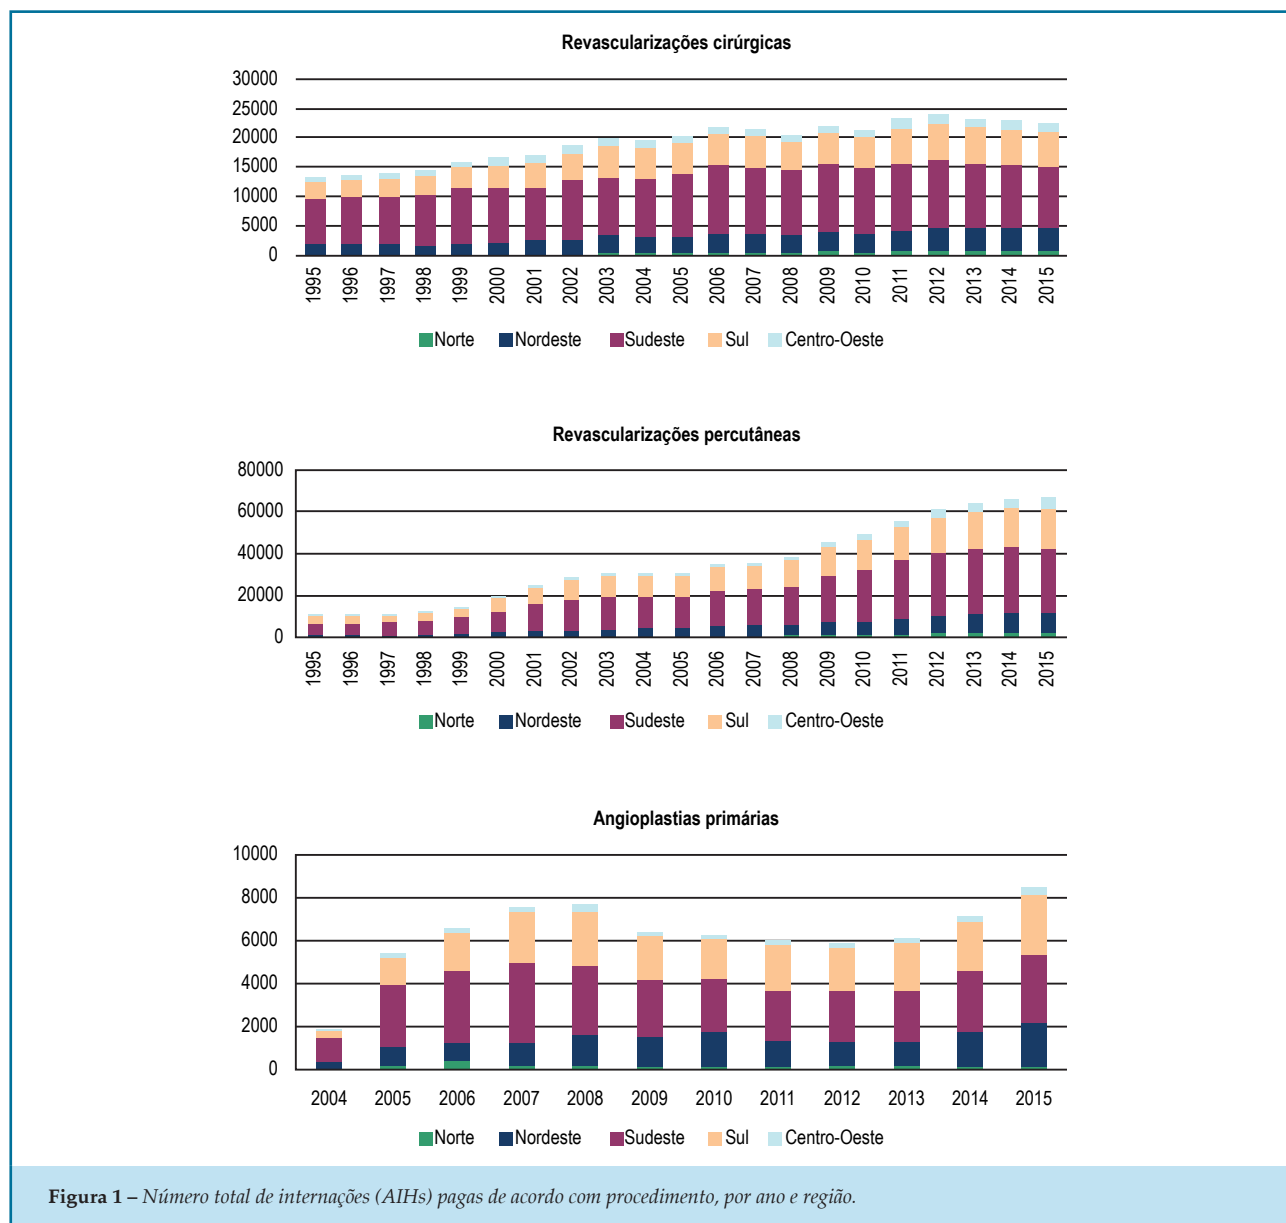 Revascularizações cirúrgicas
30000
25000
20000
15000
10000
5000
0
1995 1996 1997 1998 1999 2000 2001 2002 2003 2004 2005 2006 2007 2008 2009 2010 2011 2012 2013 2014 2015
Norte Nordeste Sudeste Sul Centro-Oeste
Revascularizações percutâneas
80000
60000
40000
20000
0
1995 1996 1997 1998 1999 2000 2001 2002 2003 2004 2005 2006 2007 2008 2009 2010 2011 2012 2013 2014 2015
Norte Nordeste Sudeste Sul Centro-Oeste
Angioplastias primárias
10000
8000
6000
4000
2000
0
2004 2005 2006 2007 2008 2009 2010 2011 2012 2013 2014 2015
Norte Nordeste Sudeste Sul Centro-Oeste
Figura 1 – Número total de internações (AIHs) pagas de acordo com procedimento, por ano e região.